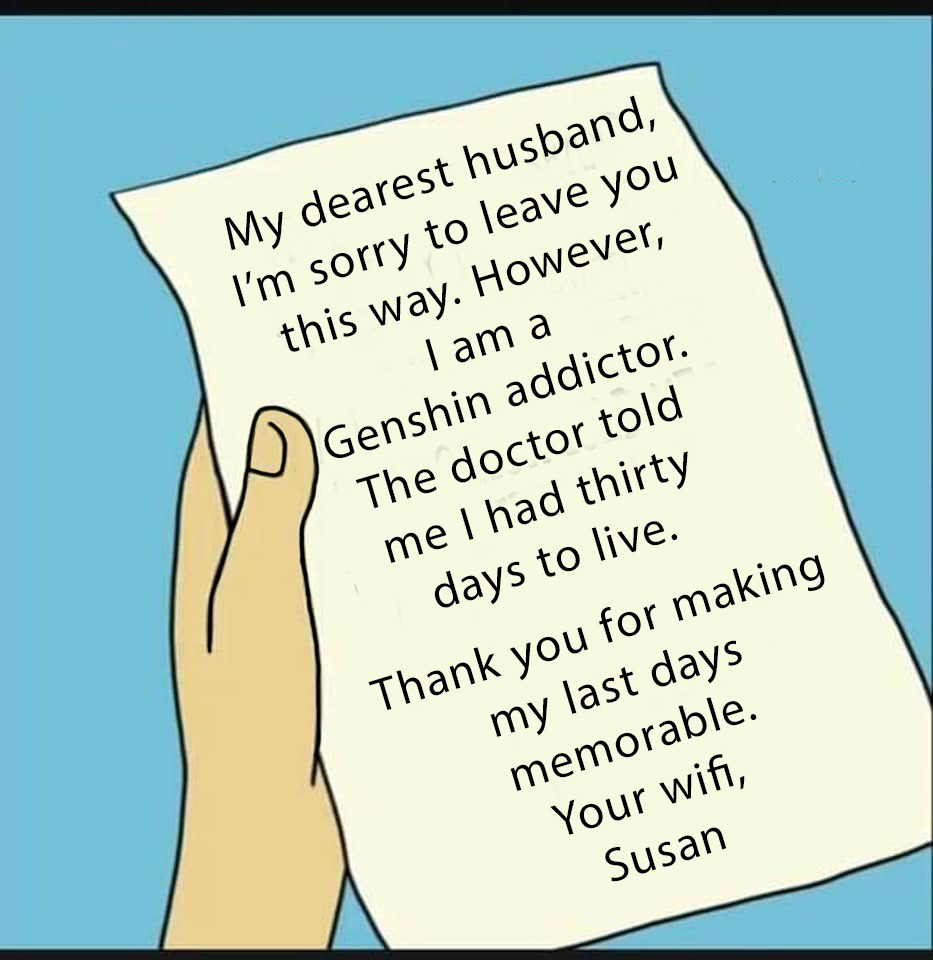 My dearest husband,
I'm sorry to leave you
this way. However,
I am a
Genshin addictor.
The doctor told
me I had thirty
days to live.
Thank you for making
my last days
memorable.
Your wifi,
Susan